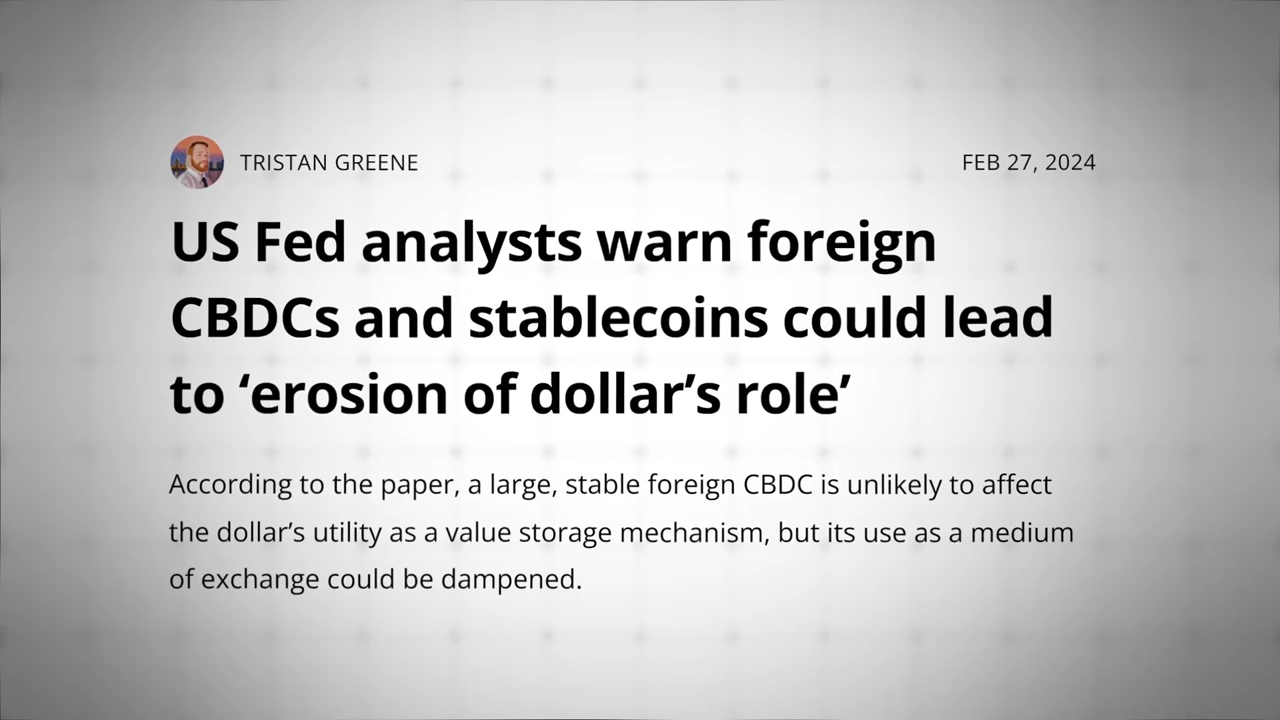 TRISTAN GREENE
FEB 27, 2024
US Fed analysts warn foreign
CBDCs and stablecoins could lead
to ‘erosion of dollar’s role’
According to the paper, a large, stable foreign CBDC is unlikely to affect
the dollar’s utility as a value storage mechanism, but its use as a medium
of exchange could be dampened.